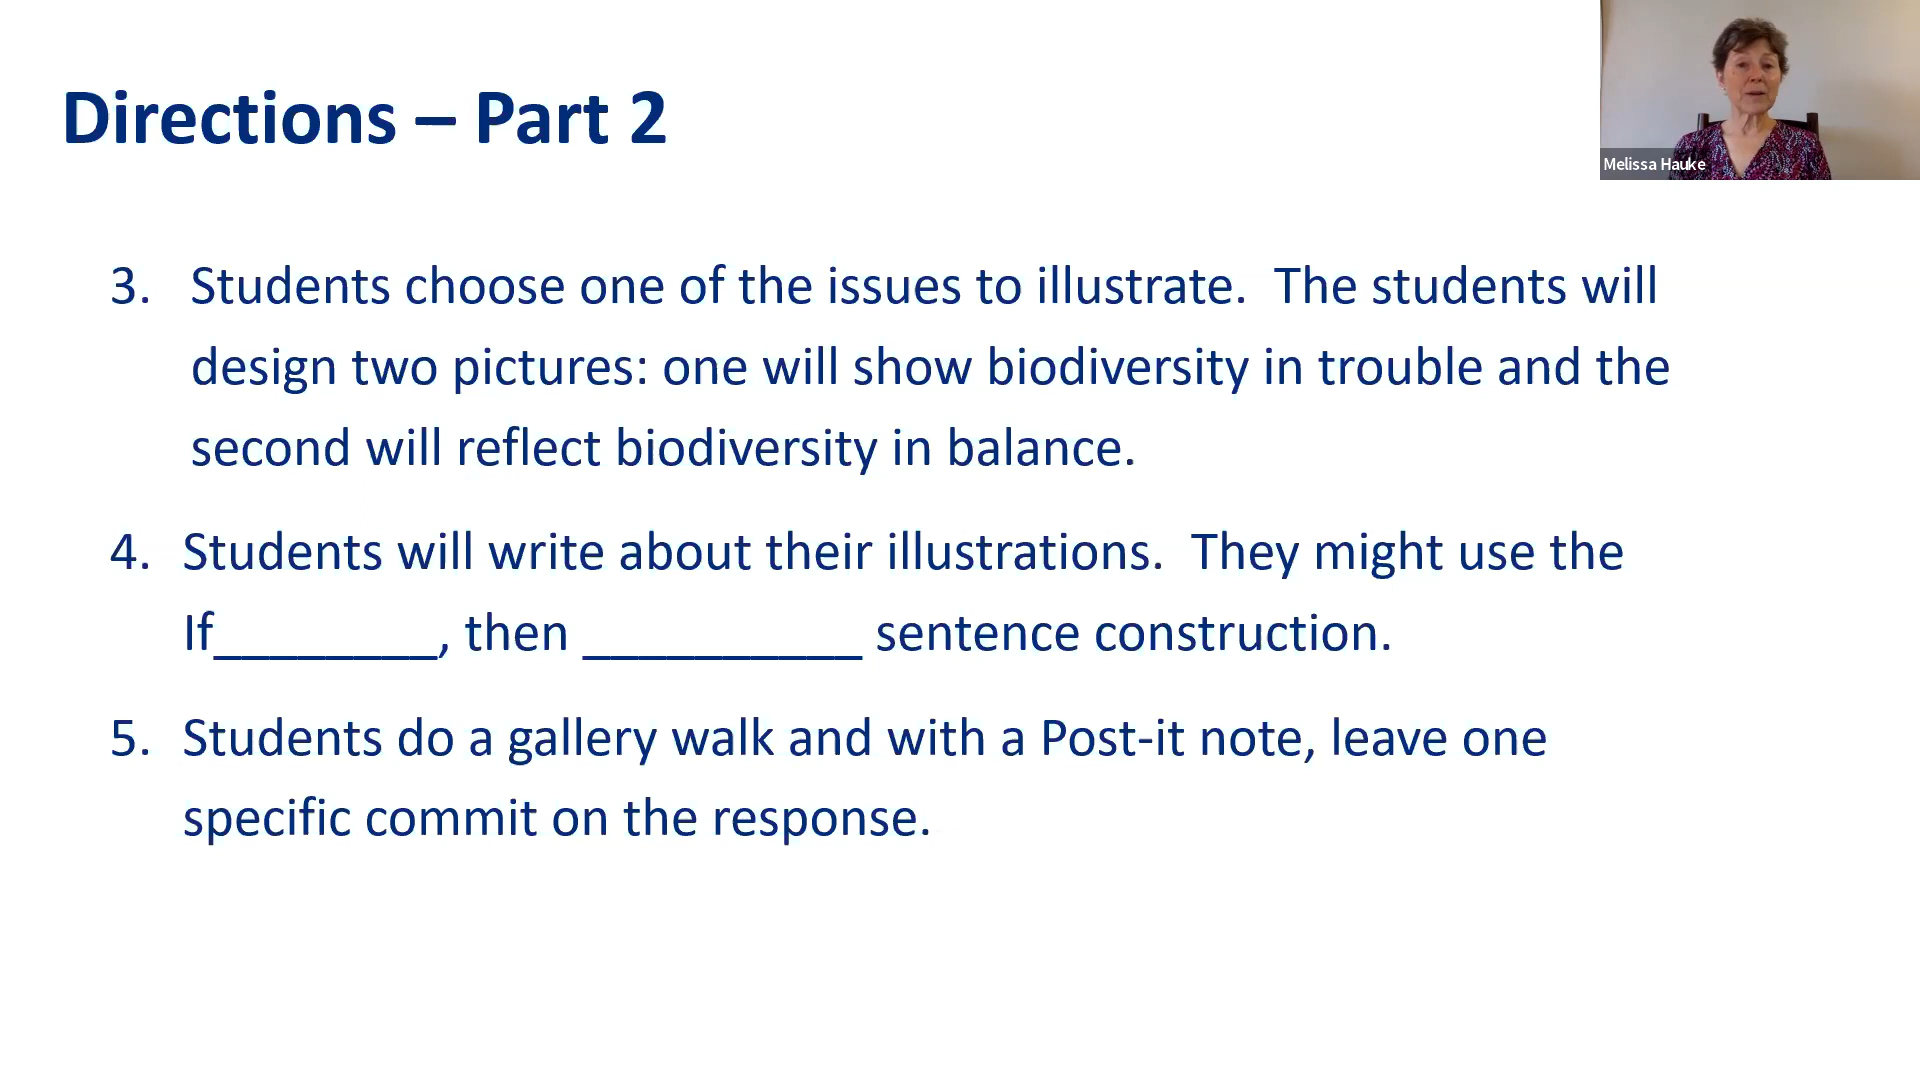 Directions – Part 2
Melissa Hauke
3. Students choose one of the issues to illustrate. The students will
design two pictures: one will show biodiversity in trouble and the
second will reflect biodiversity in balance.
4. Students will write about their illustrations. They might use the
If________, then __________ sentence construction.
5. Students do a gallery walk and with a Post-it note, leave one
specific commit on the response.